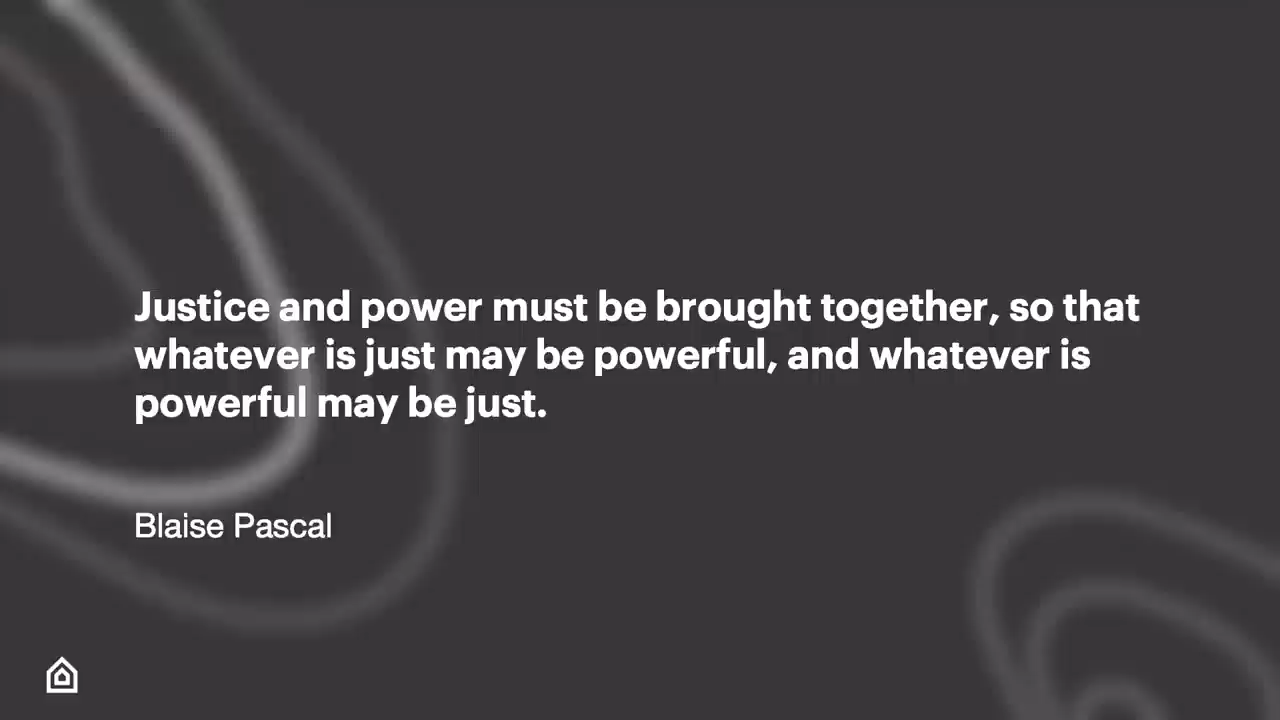 Justice and power must be brought together, so that
whatever is just may be powerful, and whatever is
powerful may be just.
Blaise Pascal